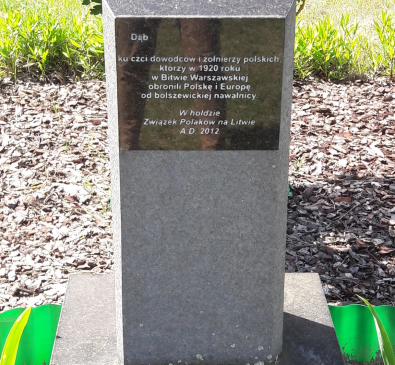 Dąb
ku czci dowódców i żołnierzy polskich
którzy w 1920 roku
w Bitwie Warszawskiej
obronili Polskę i Europę
od bolszewickiej nawałnicy.
W hołdzie
Związek Polaków na Litwie
A.D. 2012